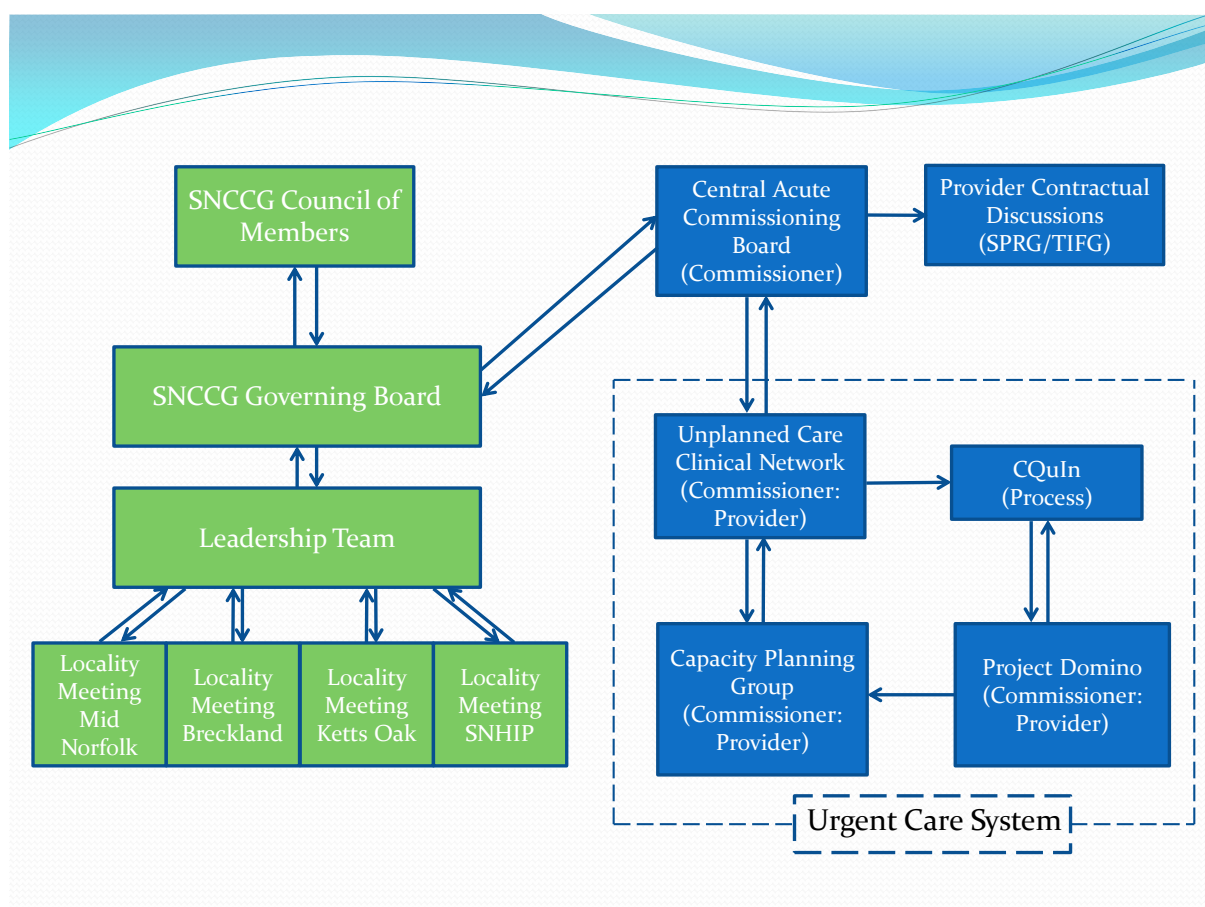 SNCCG Council of
Members
Central Acute
Commissioning
Board
(Commissioner)
Provider Contractual
Discussions
(SPRG/TIFG)
SNCCG Governing Board
Unplanned Care
Clinical Network
(Commissioner:
Provider)
CQuIn
(Process)
Leadership Team
Locality
Meeting
Mid
Norfolk
Locality
Meeting
Breckland
Locality
Meeting
Ketts Oak
Locality
Meeting
SNHIP
Capacity Planning
Group
(Commissioner:
Provider)
Project Domino
(Commissioner:
Provider)
Urgent Care System